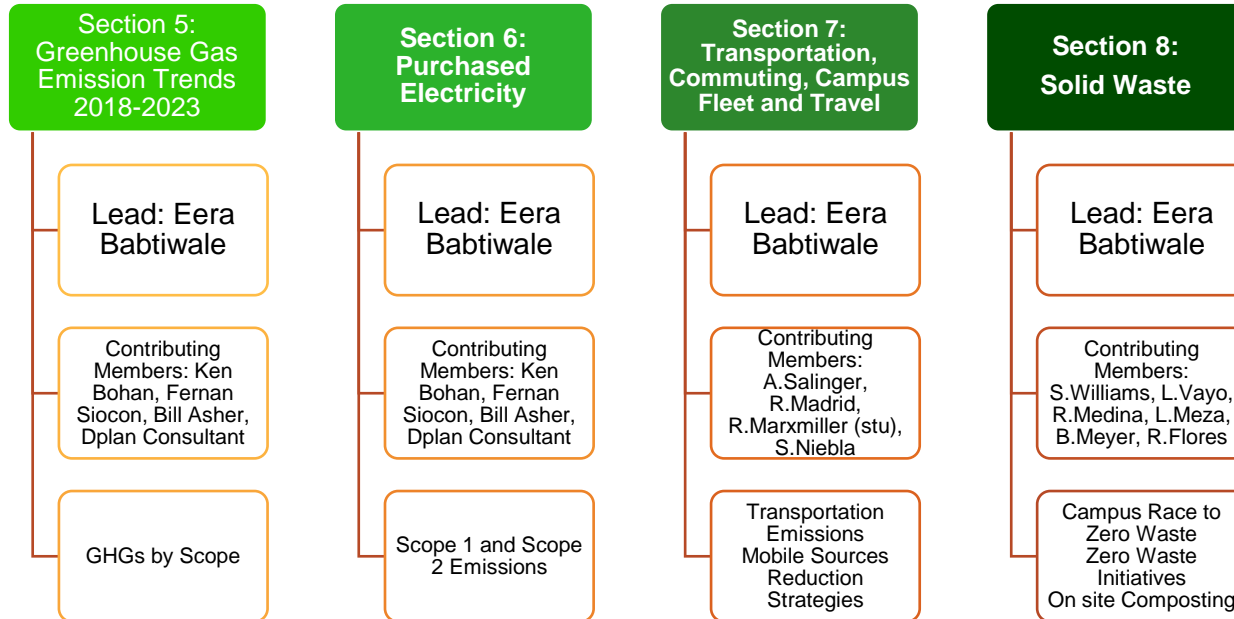 Section 5:
Greenhouse Gas
Emission Trends
2018-2023
Lead: Eera
Babtiwale
Contributing
Members: Ken
Bohan, Fernan
Siocon, Bill Asher,
Dplan Consultant
GHGs by Scope
Section 6:
Purchased
Electricity
Lead: Eera
Babtiwale
Contributing
Members: Ken
Bohan, Fernan
Siocon, Bill Asher,
Dplan Consultant
Scope 1 and Scope
2 Emissions
Section 7:
Transportation,
Commuting, Campus
Fleet and Travel
Lead: Eera
Babtiwale
Contributing
Members:
A.Salinger,
R.Madrid,
R.Marxmiller (stu),
S.Niebla
Transportation
Emissions
Mobile Sources
Reduction
Strategies
Section 8:
Solid Waste
Lead: Eera
Babtiwale
Contributing
Members:
S.Williams, L.Vayo,
R.Medina, L.Meza,
B.Meyer, R.Flores
Campus Race to
Zero Waste
Zero Waste
Initiatives
On site Composting